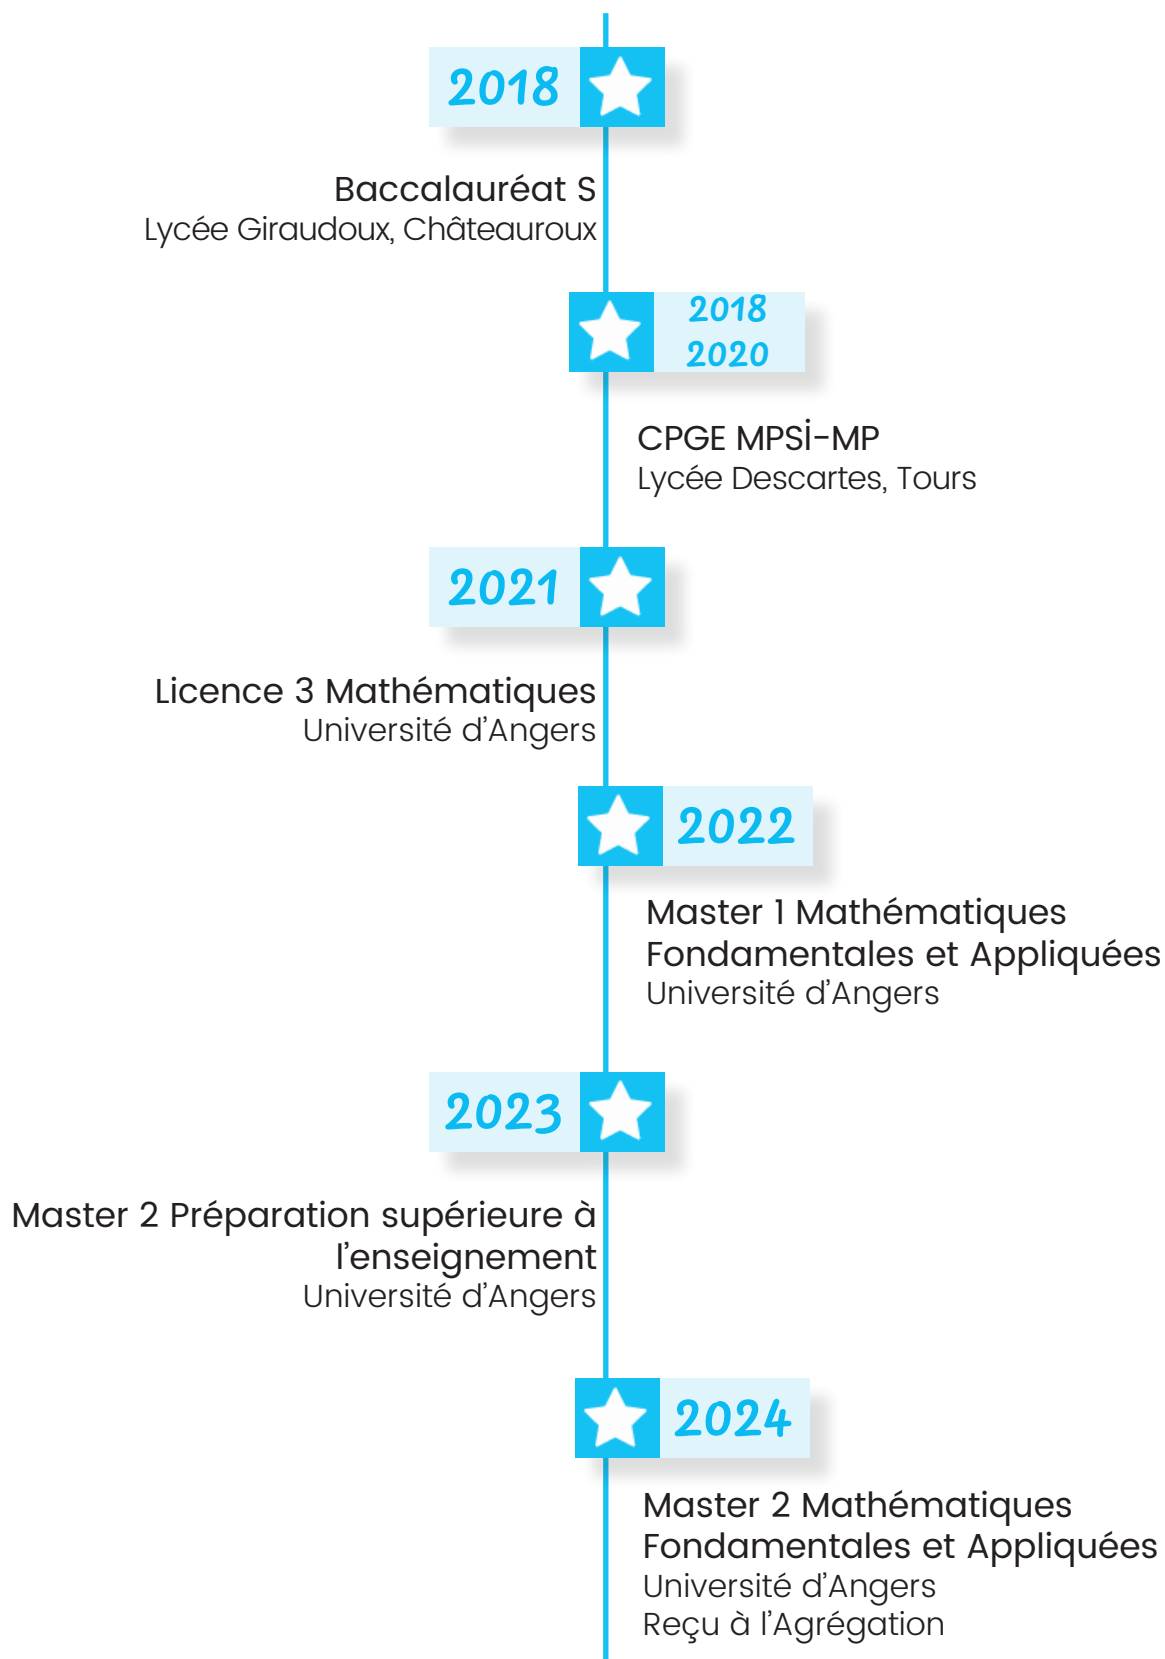 2018
Baccalauréat S
Lycée Giraudoux, Châteauroux
2018
2020
CPGE MPSİ-MP
Lycée Descartes, Tours
2021
Licence 3 Mathématiques
Université d’Angers
2022
Master 1 Mathématiques
Fondamentales et Appliquées
Université d’Angers
2023
Master 2 Préparation supérieure à
l’enseignement
Université d’Angers
2024
Master 2 Mathématiques
Fondamentales et Appliquées
Université d’Angers
Reçu à l’Agrégation